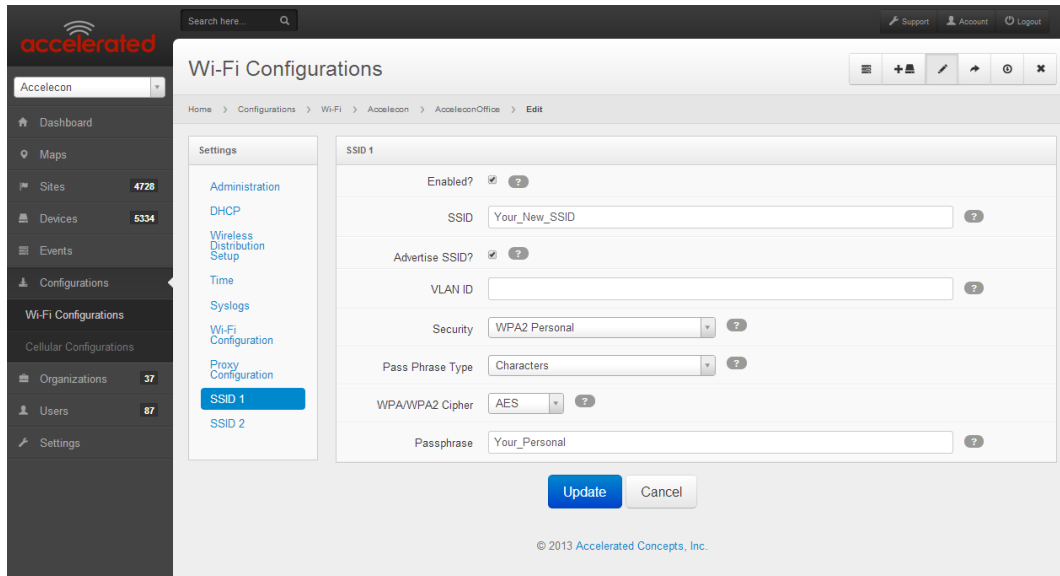 accelerated
Search here...
Support Account Logout
Accelecon
Dashboard
Maps
Sites 4728
Devices 5334
Events
Configurations
Wi-Fi Configurations
Cellular Configurations
Organizations 37
Users 87
Settings
Wi-Fi Configurations
Home > Configurations > Wi-Fi > Accelecon > AcceleconOffice > Edit
Settings
Administration
DHCP
Wireless
Distribution
Setup
Time
Syslogs
Wi-Fi
Configuration
Proxy
Configuration
SSID 1
SSID 2
SSID 1
Enabled? ?
SSID Your_New_SSID ?
Advertise SSID? ?
VLAN ID ?
Security WPA2 Personal ?
Pass Phrase Type Characters ?
WPA/WPA2 Cipher AES ?
Passphrase Your_Personal ?
Update Cancel
© 2013 Accelerated Concepts, Inc.